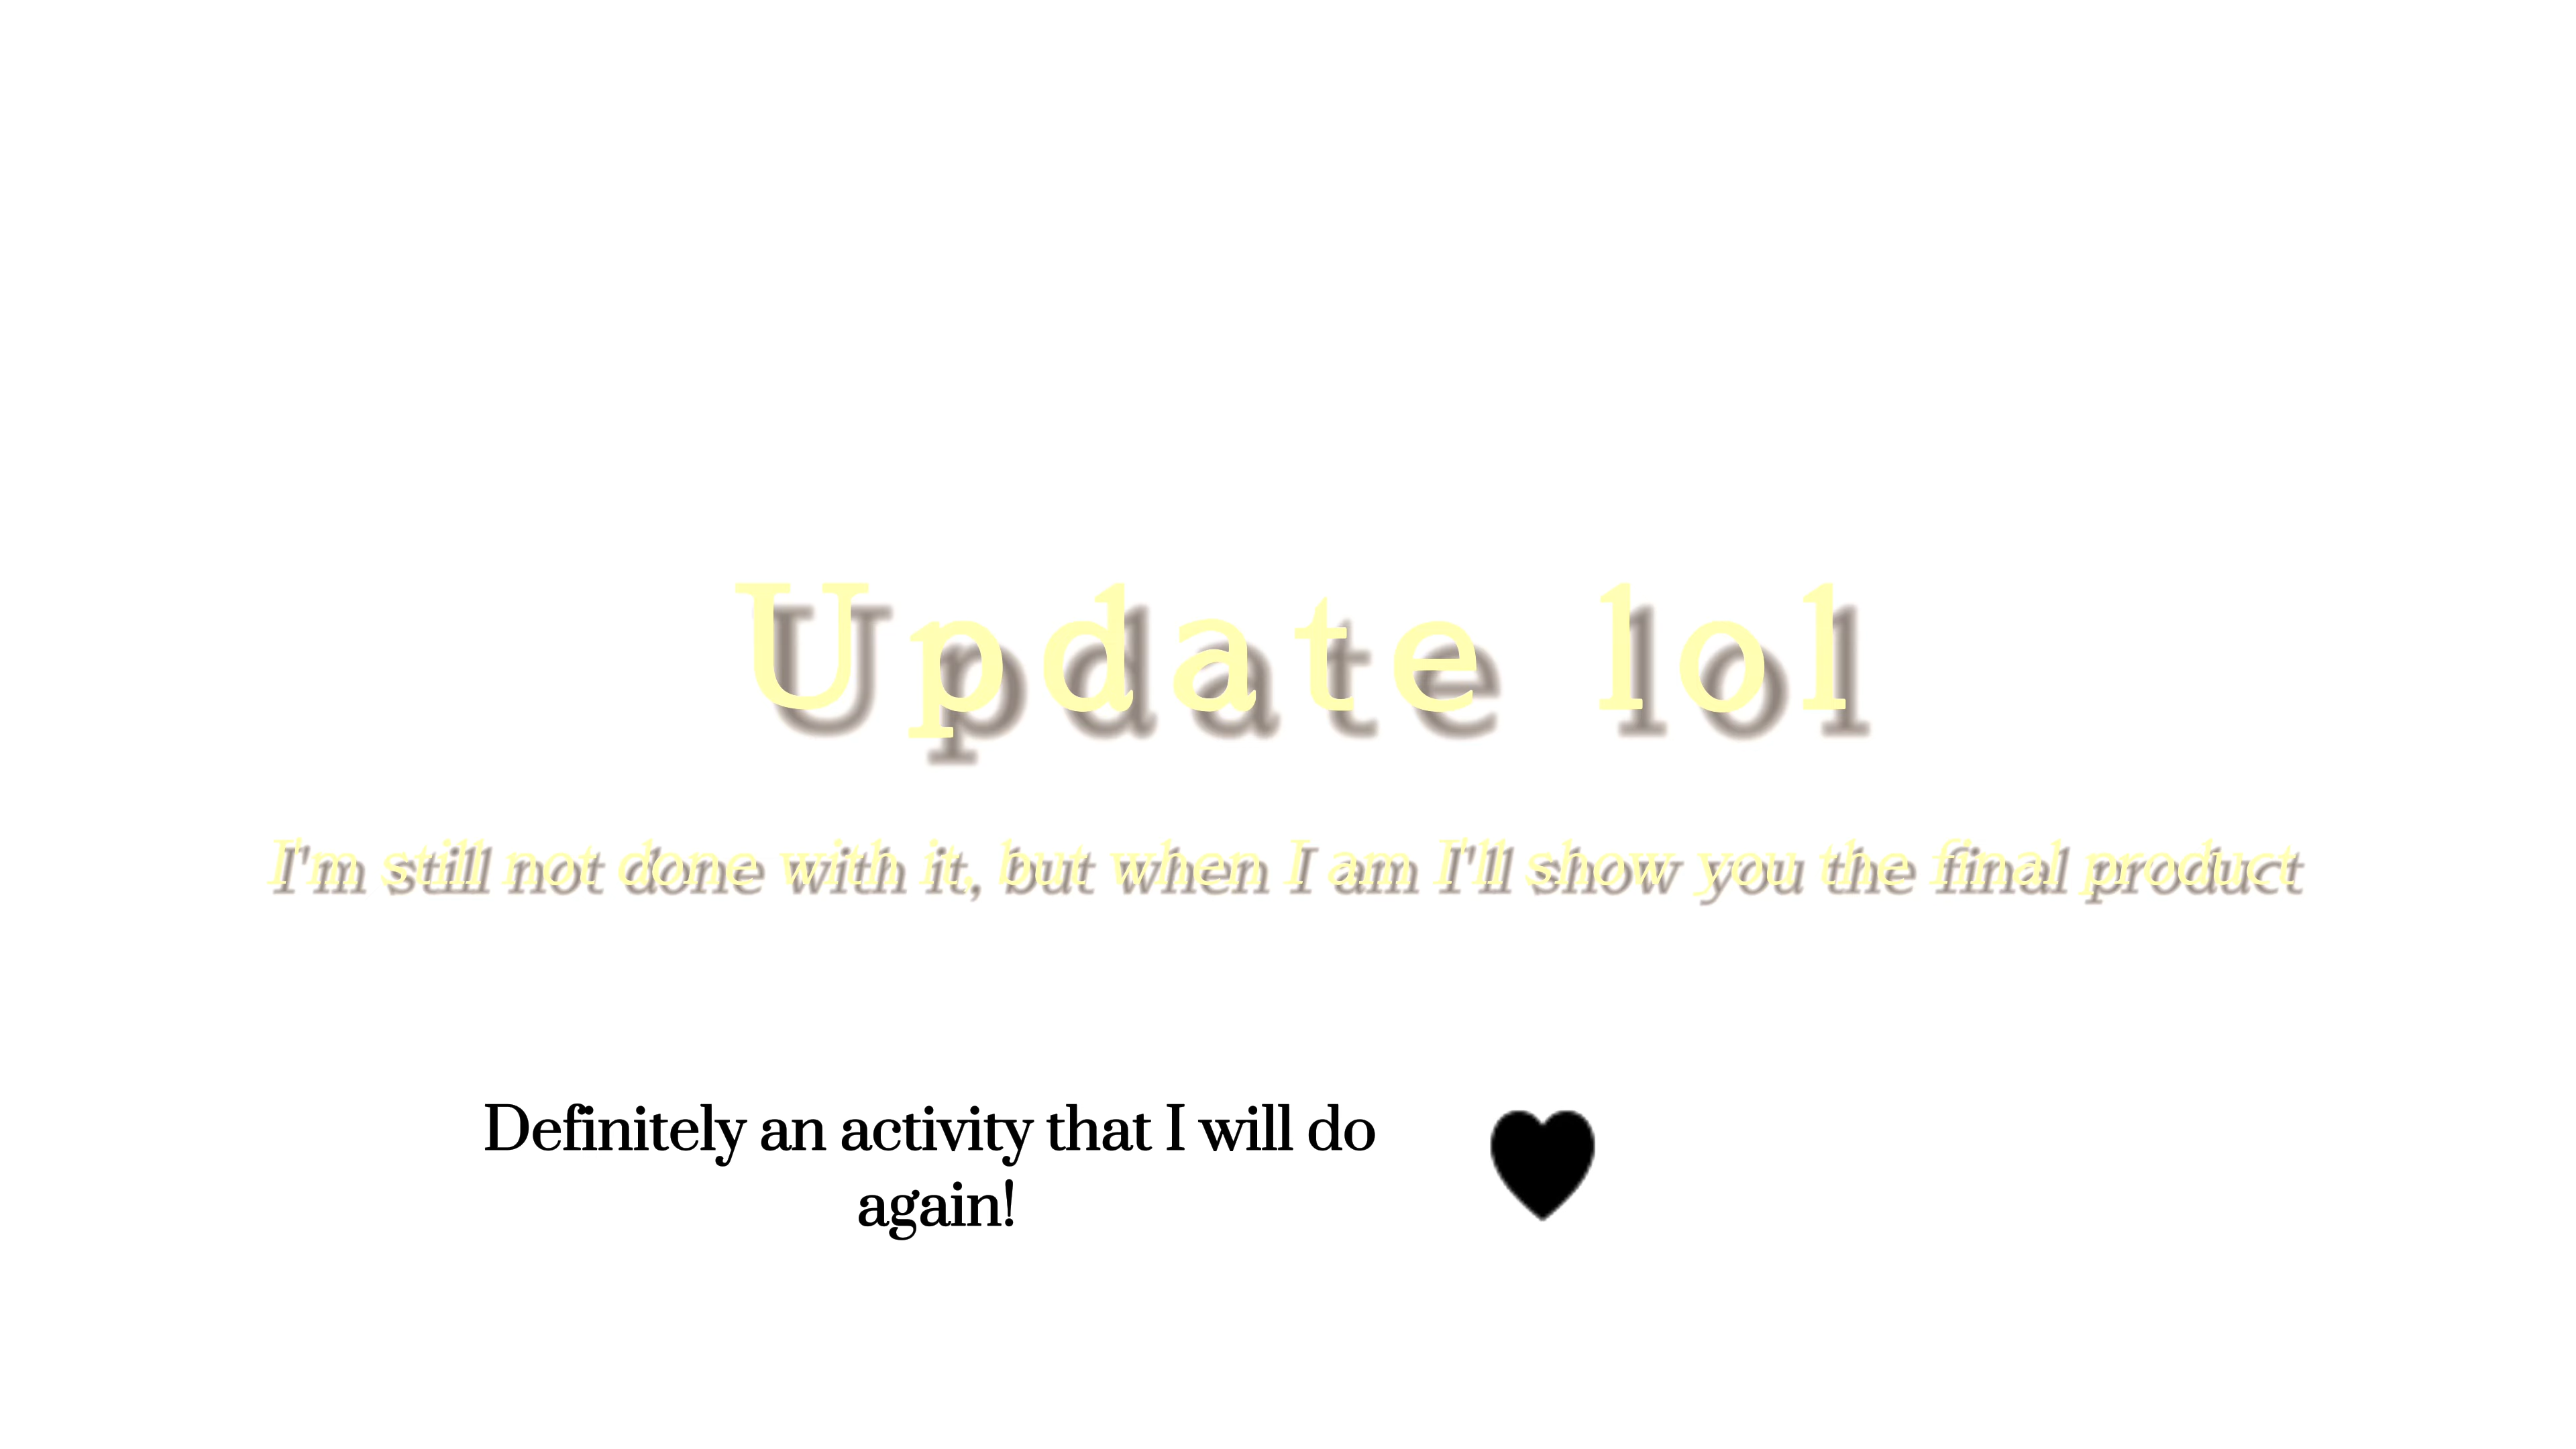 Update lol
I'm still not done with it, but when I am I'll show you the final product
Definitely an activity that I will do
again!